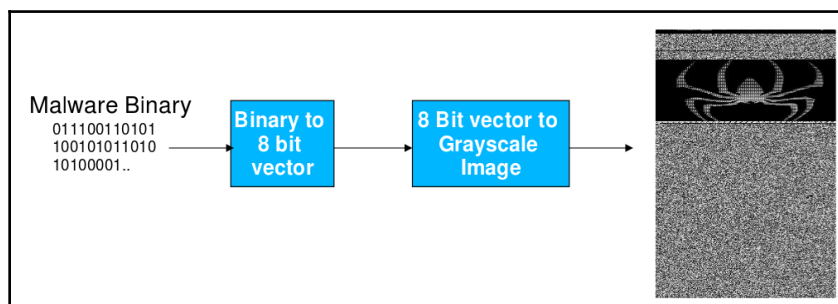 Malware Binary
011100110101
100101011010
10100001..
Binary to
8 bit
vector
8 Bit vector to
Grayscale
Image